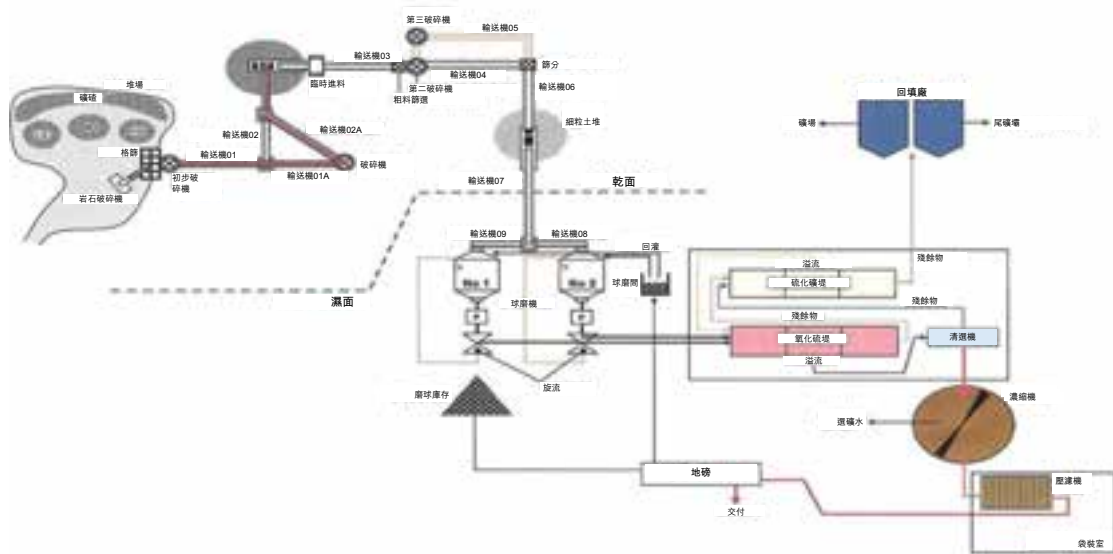 第三破碎機
輸送機05
輸送機03
篩分
輸送機04
臨時進料
第二破碎機
輸送機06
粗料篩選
堆場
礦碴
回填廠
礦場
尾礦壩
細粒土堆
輸送機02
輸送機02A
格篩
輸送機01
破碎機
初步破
碎機
輸送機01A
岩石破碎機
輸送機07
乾面
輸送機09
輸送機08
回灌
濕面
No 1
No 2
球磨機
球磨間
P
P
溢流
殘餘物
硫化礦堤
殘餘物
殘餘物
氧化硫堤
清選機
溢流
旋流
磨球庫存
濃縮機
選礦水
地磅
壓濾機
交付
袋裝室